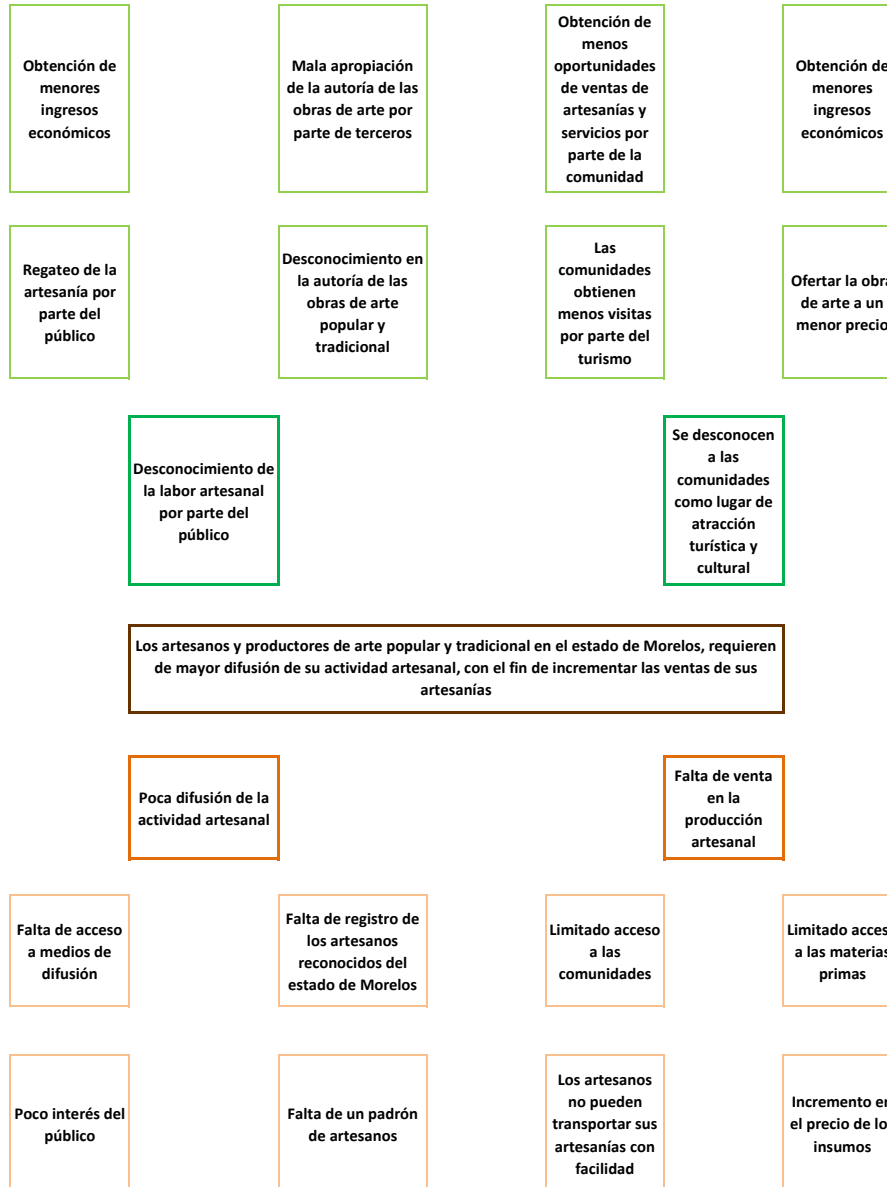 Obtención de
menores
ingresos
económicos
Mala apropiación
de la autoría de las
obras de arte por
parte de terceros
Obtención de
menos
oportunidades
de ventas de
artesanías y
servicios por
parte de la
comunidad
Obtención de
menores
ingresos
económicos
Regateo de la
artesanía por
parte del
público
Desconocimiento en
la autoría de las
obras de arte
popular y
tradicional
Las
comunidades
obtienen
menos visitas
por parte del
turismo
Ofertar la obra
de arte a un
menor precio
Desconocimiento de
la labor artesanal
por parte del
público
Se desconocen
a las
comunidades
como lugar de
atracción
turística y
cultural
Los artesanos y productores de arte popular y tradicional en el estado de Morelos, requieren
de mayor difusión de su actividad artesanal, con el fin de incrementar las ventas de sus
artesanías
Poca difusión de la
actividad artesanal
Falta de venta
en la
producción
artesanal
Falta de acceso
a medios de
difusión
Falta de registro de
los artesanos
reconocidos del
estado de Morelos
Limitado acceso
a las
comunidades
Limitado acces
a las materias
primas
Poco interés del
público
Falta de un padrón
de artesanos
Los artesanos
no pueden
transportar sus
artesanías con
facilidad
Incremento en
el precio de lo
insumos